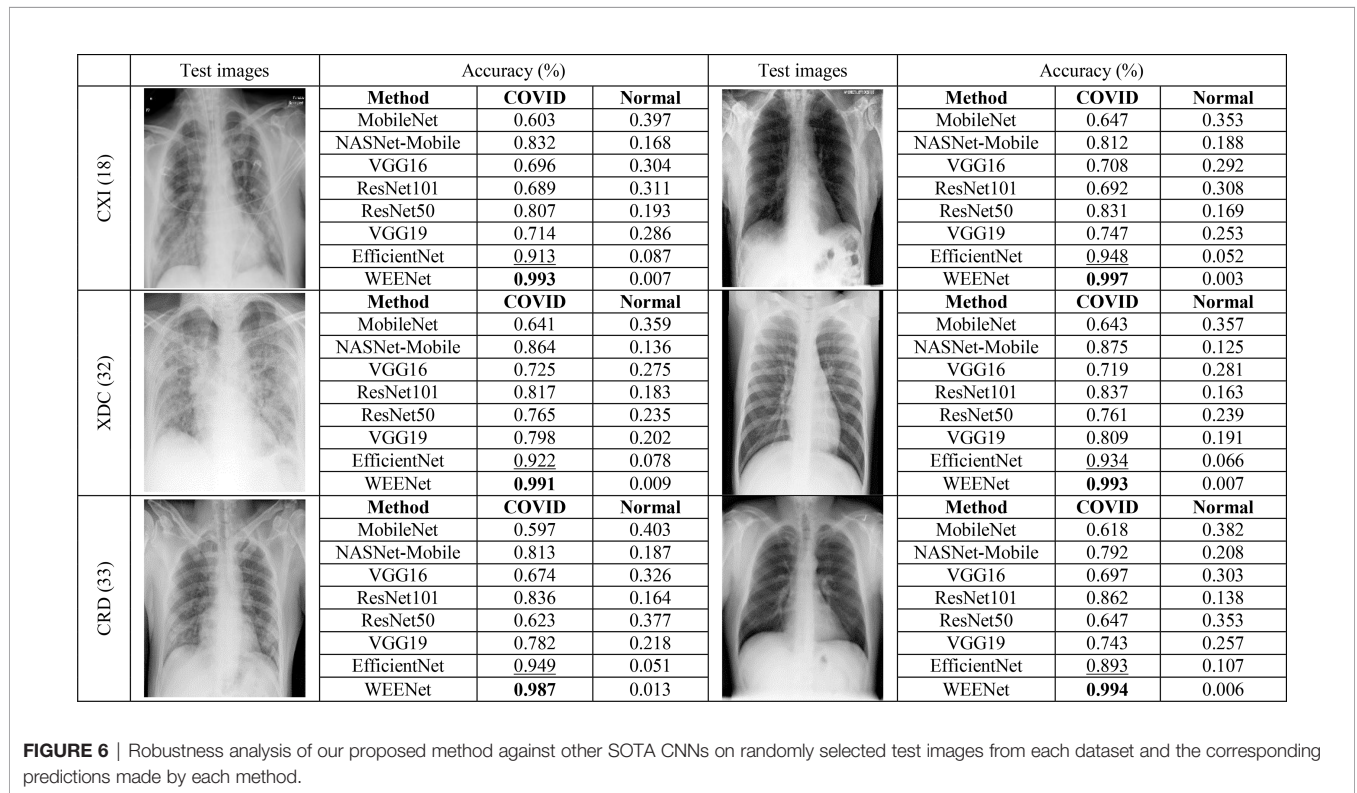 Test images Accuracy (%) Test images Accuracy (%)
CXI (18)
Method COVID Normal Method COVID Normal
MobileNet 0.603 0.397 MobileNet 0.647 0.353
NASNet-Mobile 0.832 0.168 NASNet-Mobile 0.812 0.188
VGG16 0.696 0.304 VGG16 0.708 0.292
ResNet101 0.689 0.311 ResNet101 0.692 0.308
ResNet50 0.807 0.193 ResNet50 0.831 0.169
VGG19 0.714 0.286 VGG19 0.747 0.253
EfficientNet 0.913 0.087 EfficientNet 0.948 0.052
WEENet 0.993 0.007 WEENet 0.997 0.003
XDC (32)
Method COVID Normal Method COVID Normal
MobileNet 0.641 0.359 MobileNet 0.643 0.357
NASNet-Mobile 0.864 0.136 NASNet-Mobile 0.875 0.125
VGG16 0.725 0.275 VGG16 0.719 0.281
ResNet101 0.817 0.183 ResNet101 0.837 0.163
ResNet50 0.765 0.235 ResNet50 0.761 0.239
VGG19 0.798 0.202 VGG19 0.809 0.191
EfficientNet 0.922 0.078 EfficientNet 0.934 0.066
WEENet 0.991 0.009 WEENet 0.993 0.007
CRD (33)
Method COVID Normal Method COVID Normal
MobileNet 0.597 0.403 MobileNet 0.618 0.382
NASNet-Mobile 0.813 0.187 NASNet-Mobile 0.792 0.208
VGG16 0.674 0.326 VGG16 0.697 0.303
ResNet101 0.836 0.164 ResNet101 0.862 0.138
ResNet50 0.623 0.377 ResNet50 0.647 0.353
VGG19 0.782 0.218 VGG19 0.743 0.257
EfficientNet 0.949 0.051 EfficientNet 0.893 0.107
WEENet 0.987 0.013 WEENet 0.994 0.006
FIGURE 6 | Robustness analysis of our proposed method against other SOTA CNNs on randomly selected test images from each dataset and the corresponding
predictions made by each method.